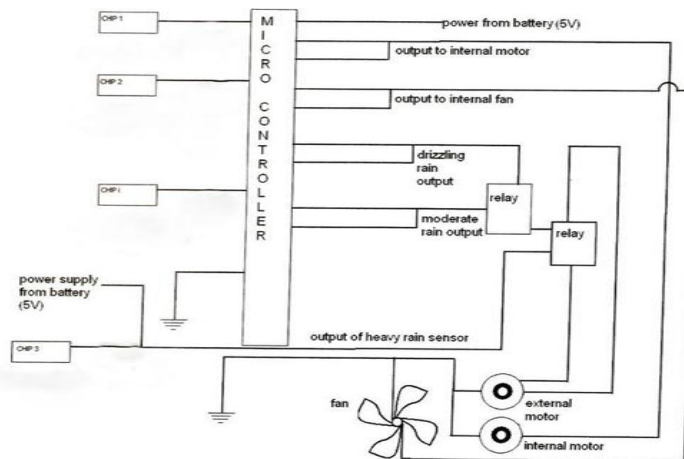 CHIP 1
MICRO CONTROLLER
power from battery (5V)
output to internal motor
CHIP 2
output to internal fan
drizzling
rain
output
relay
moderate
rain output
relay
power supply
from battery
(5V)
CHIP 3
output of heavy rain sensor
fan
external
motor
internal motor